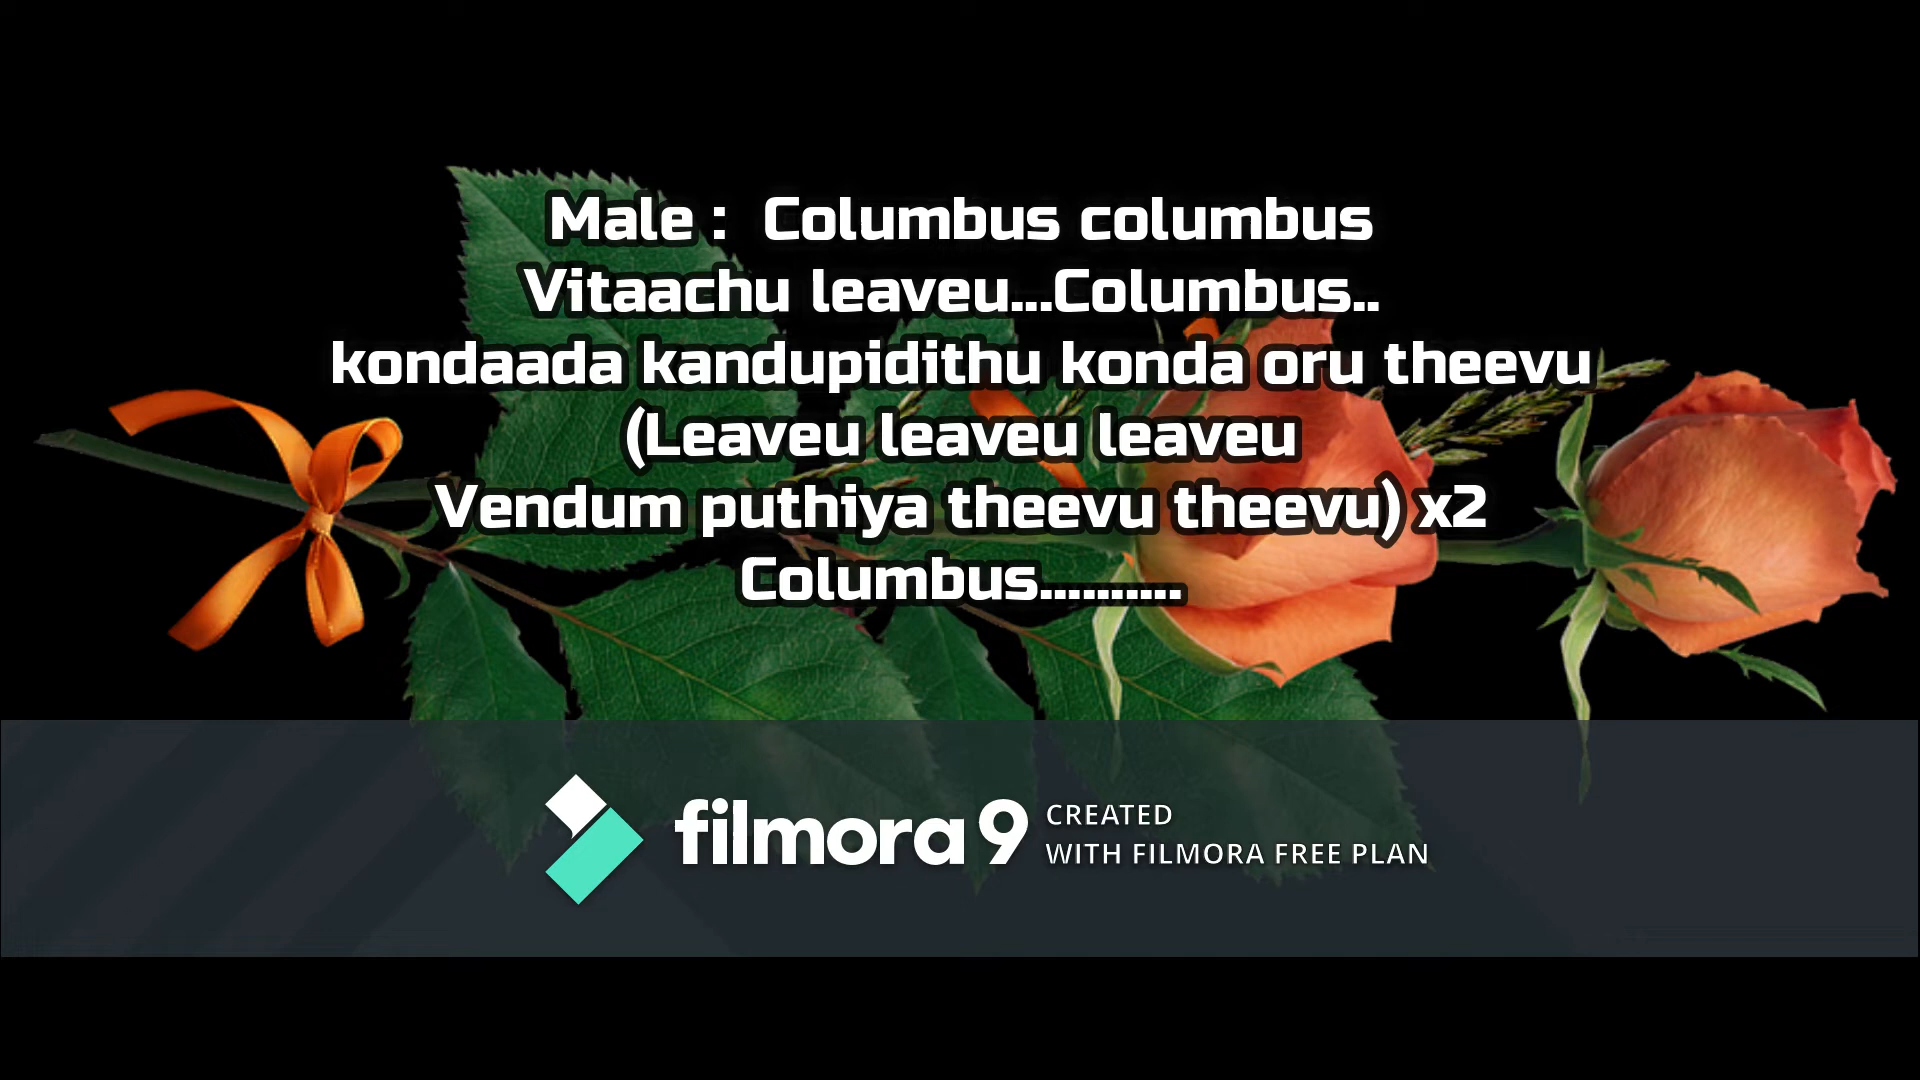 Male :  Columbus columbus
Vitaachu leaveu...Columbus..
kondaada kandupidithu konda oru theevu
(Leaveu leaveu leaveu
Vendum puthiya theevu theevu) x2
Columbus..........
filmora 9
CREATED
WITH FILMORA FREE PLAN